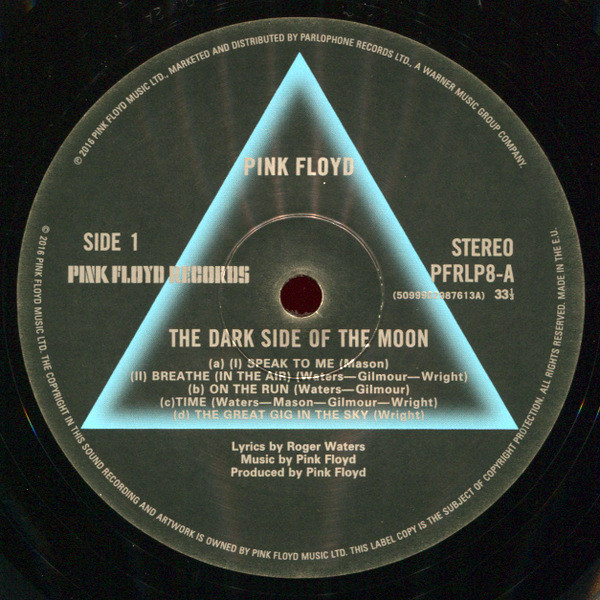 ℗ 2016 PINK FLOYD MUSIC LTD., MARKETED AND DISTRIBUTED BY PARLOPHONE RECORDS LTD., A WARNER MUSIC GROUP COMPANY.
PINK FLOYD
SIDE 1
STEREO
PINK FLOYD RECORDS
PFRLP8-A
33⅓
THE DARK SIDE OF THE MOON
(a) (I) SPEAK TO ME (Mason)
(II) BREATHE (IN THE AIR) (Waters—Gilmour—Wright)
(b) ON THE RUN (Waters—Gilmour)
(c)TIME (Waters—Mason—Gilmour—Wright)
(d) THE GREAT GIG IN THE SKY (Wright)
Lyrics by Roger Waters
Music by Pink Floyd
Produced by Pink Floyd
© 2016 PINK FLOYD MUSIC LTD. THE COPYRIGHT IN THIS SOUND RECORDING AND ARTWORK IS OWNED BY PINK FLOYD MUSIC LTD. THIS LABEL COPY IS THE SUBJECT OF COPYRIGHT PROTECTION. ALL RIGHTS RESERVED. MADE IN THE E.U.